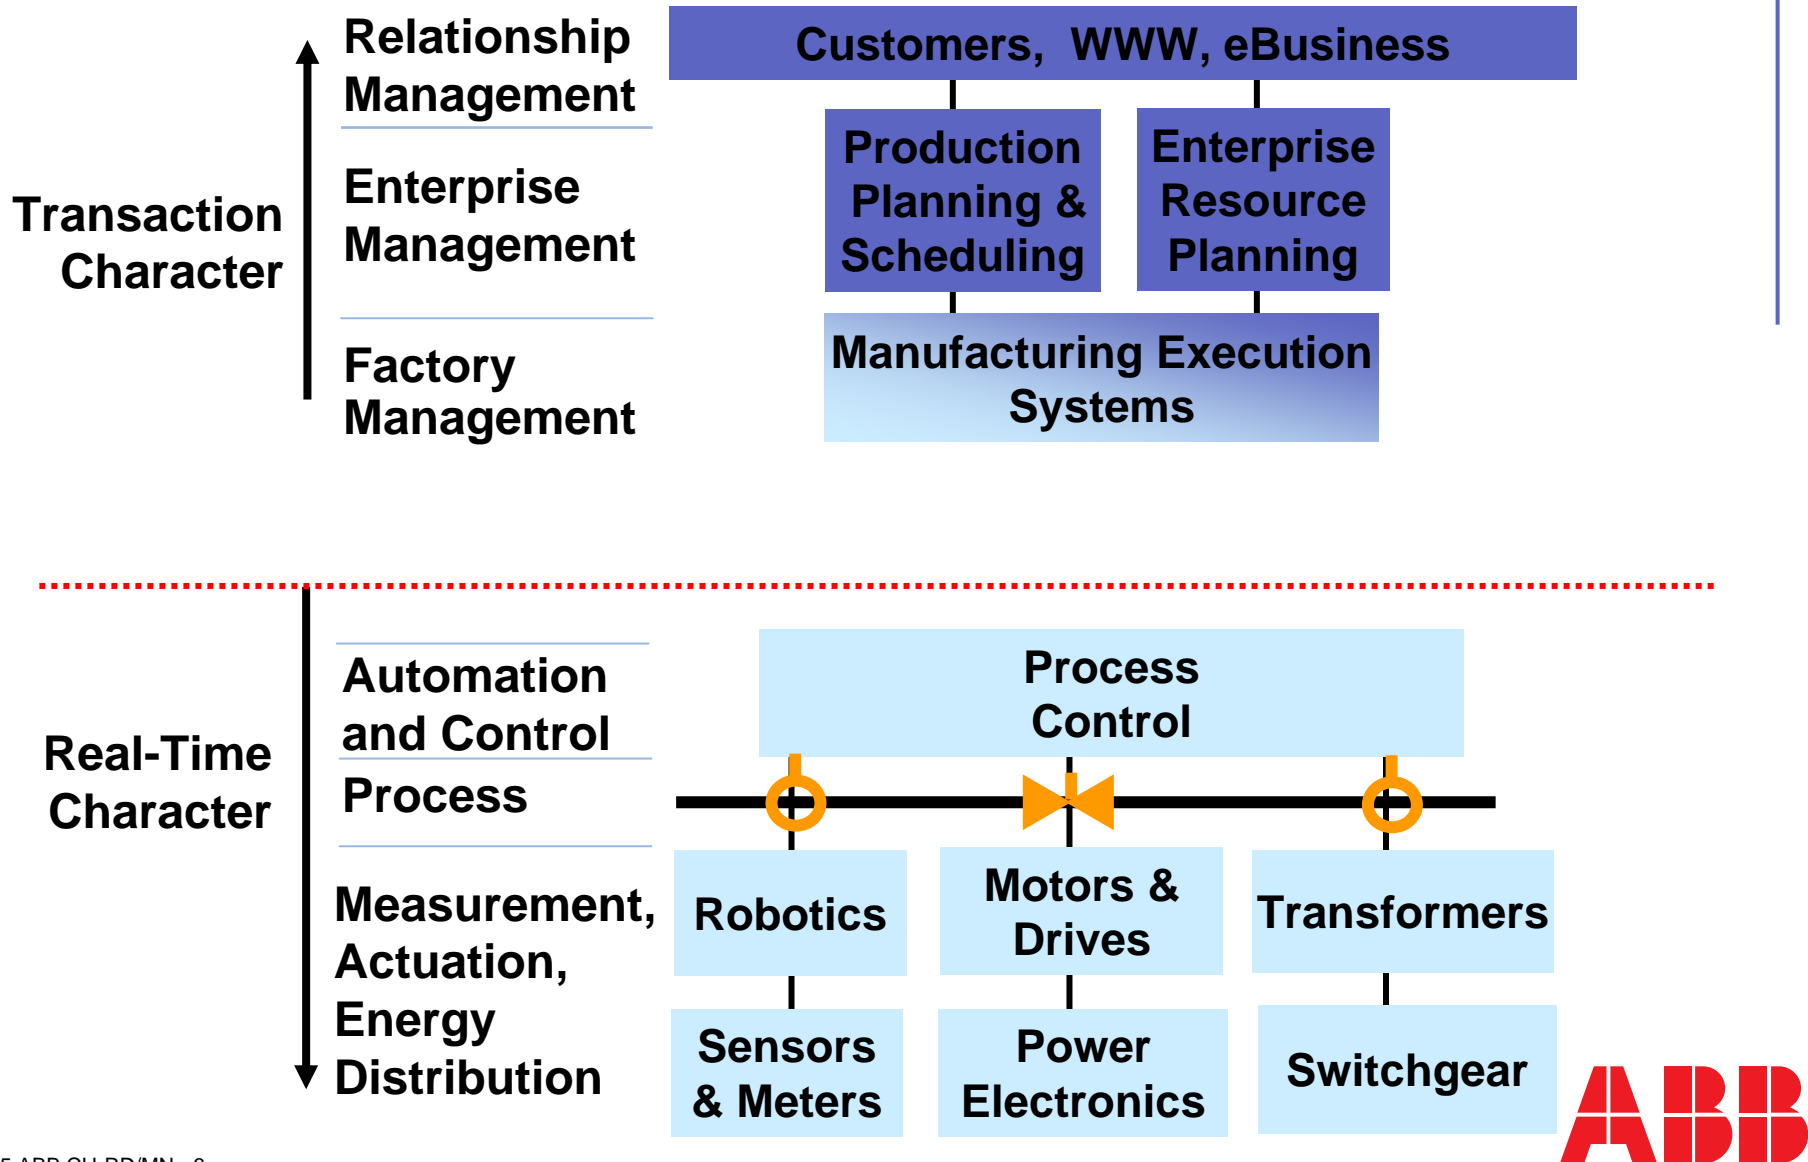 Relationship
Management
Customers, WWW, eBusiness
Transaction
Character
Enterprise
Management
Production
Planning &
Scheduling
Enterprise
Resource
Planning
Factory
Management
Manufacturing Execution
Systems
Real-Time
Character
Automation
and Control
Process
Control
Process
Measurement,
Actuation,
Energy
Distribution
Robotics
Motors &
Drives
Transformers
Sensors
& Meters
Power
Electronics
Switchgear
ABB